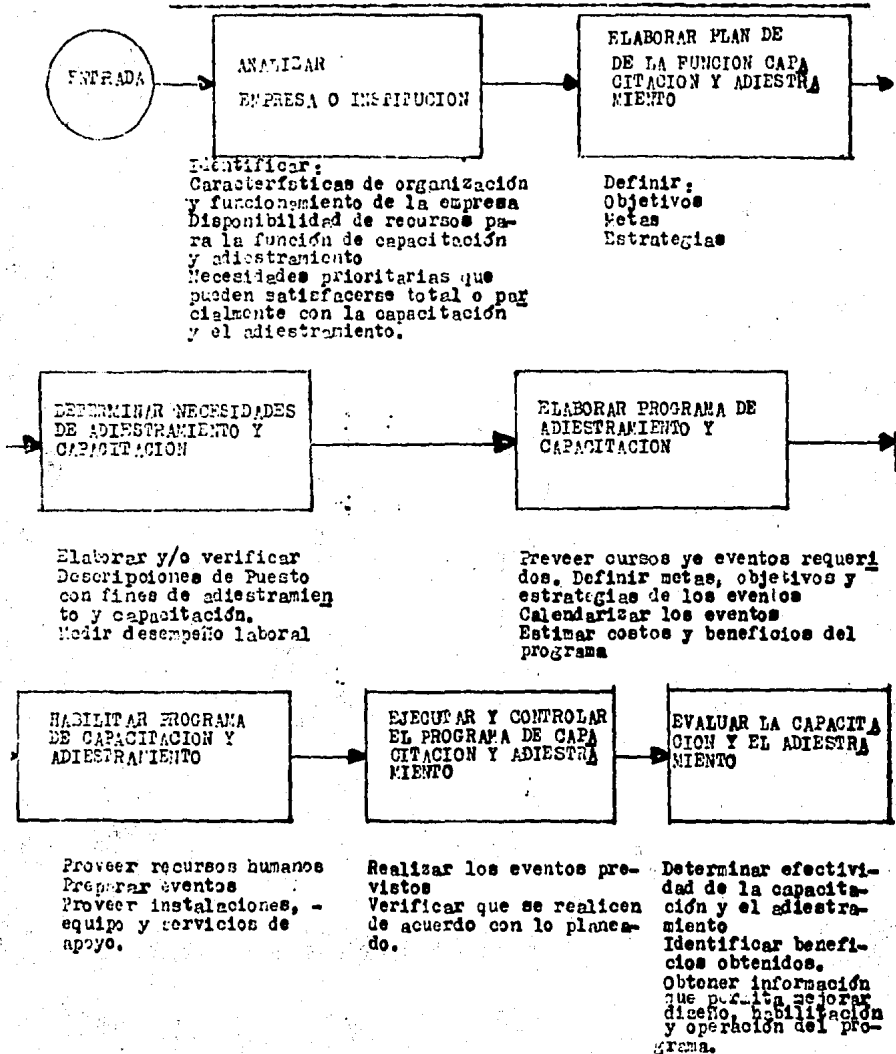 ENTRADA
ANALIZAR
EMPRESA O INSTITUCION
ELABORAR PLAN DE
DE LA FUNCION CAPA
CITACION Y ADIESTRA
MIENTO
Identificar:
Características de organización
y funcionamiento de la empresa
Disponibilidad de recursos pa-
ra la función de capacitación
y adiestramiento
Necesidades prioritarias que
pueden satisfacerse total o par
cialmente con la capacitación
y el adiestramiento.
Definir:
Objetivos
Metas
Estrategias
DETERMINAR NECESIDADES
DE ADIESTRAMIENTO Y
CAPACITACION
ELABORAR PROGRAMA DE
ADIESTRAMIENTO Y
CAPACITACION
Elaborar y/o verificar
Descripciones de Puesto
con fines de adiestramien
to y capacitación.
Medir desempeño laboral
Preveer cursos ye eventos requeri
dos. Definir metas, objetivos y
estrategias de los eventos
Calendarizar los eventos
Estimar costos y beneficios del
programa
HABILITAR PROGRAMA
DE CAPACITACION Y
ADIESTRAMIENTO
EJECUTAR Y CONTROLAR
EL PROGRAMA DE CAPA
CITACION Y ADIESTRA
MIENTO
EVALUAR LA CAPACITA
CION Y EL ADIESTRA
MIENTO
Proveer recursos humanos
Preparar eventos
Proveer instalaciones, -
equipo y servicios de
apoyo.
Realizar los eventos pre-
vistos
Verificar que se realicen
de acuerdo con lo planea-
do.
Determinar efectivi-
dad de la capacita-
ción y el adiestra-
miento
Identificar benefi-
cios obtenidos.
Obtener información
que permita mejorar
diseño, habilitación
y operación del pro-
grama.